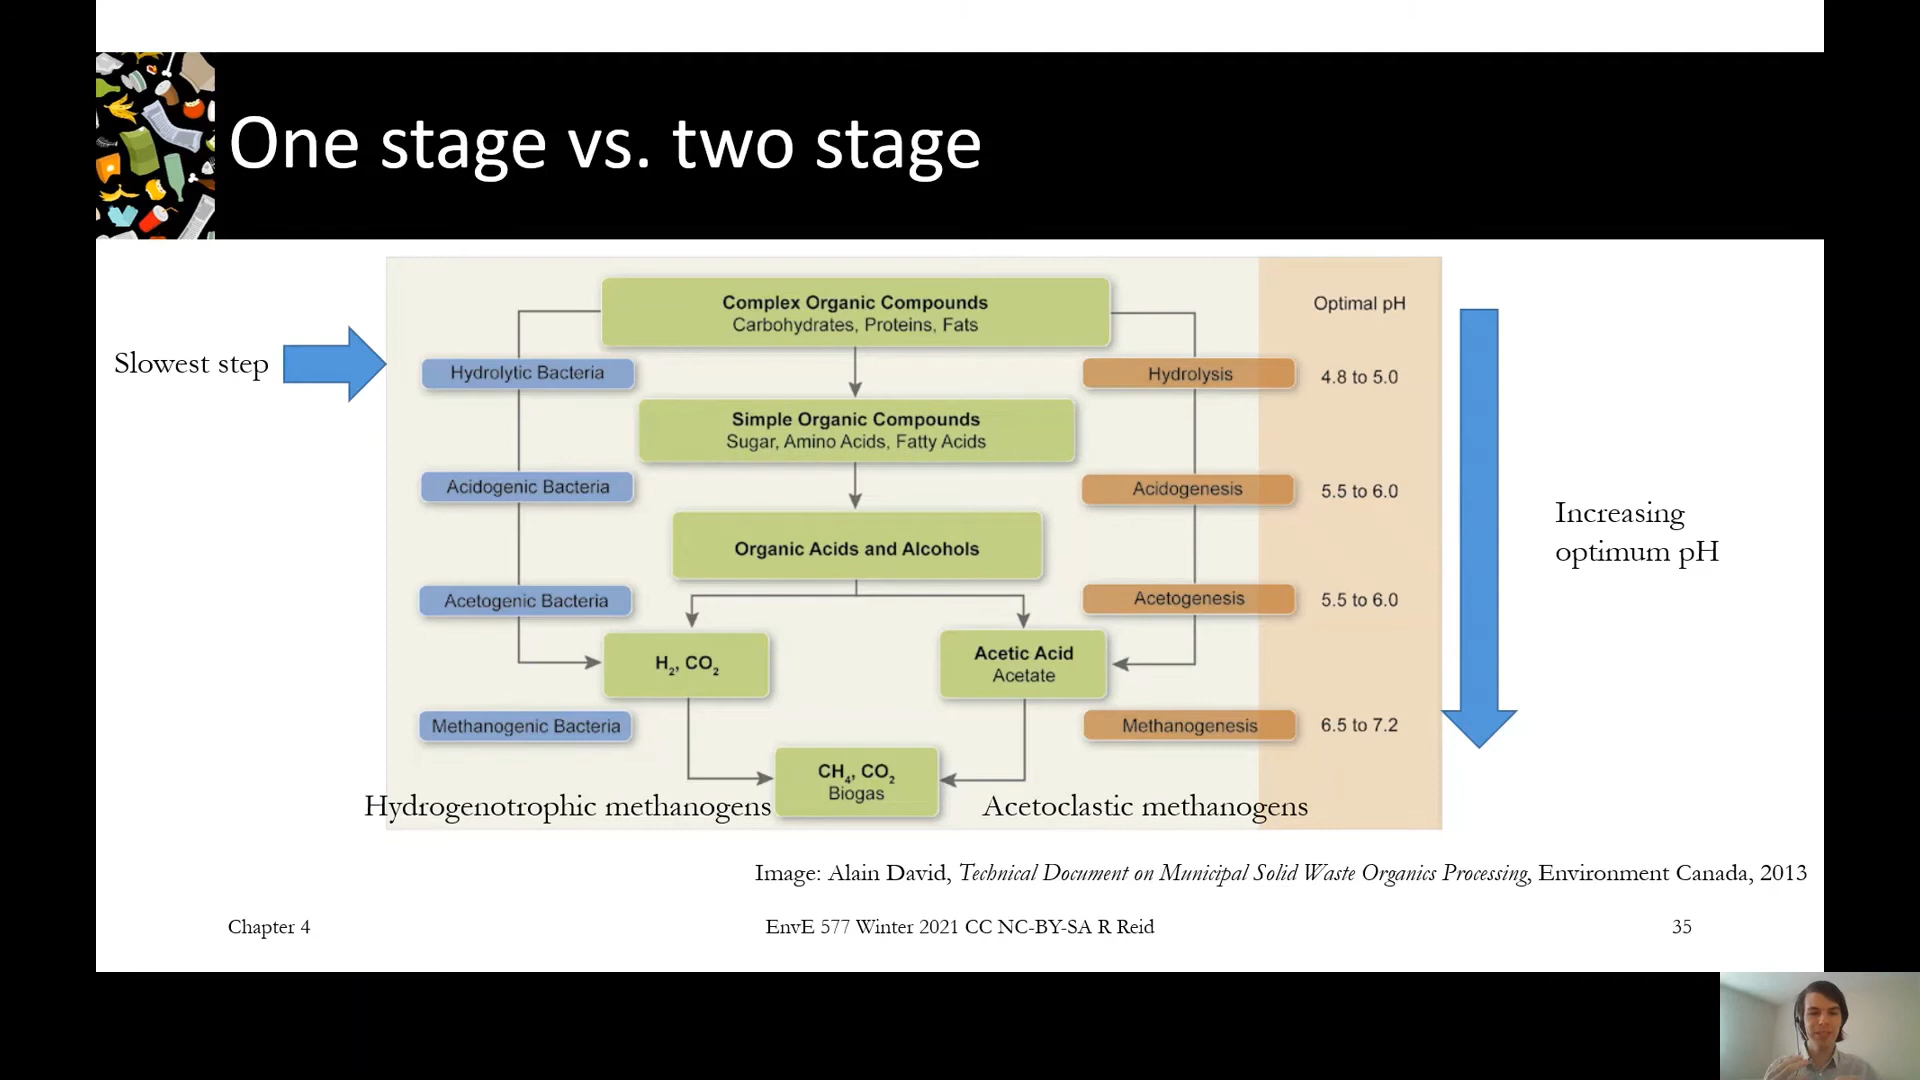 One stage vs. two stage
Complex Organic Compounds
Carbohydrates, Proteins, Fats
Optimal pH
Slowest step
Hydrolytic Bacteria
Hydrolysis
4.8 to 5.0
Simple Organic Compounds
Sugar, Amino Acids, Fatty Acids
Acidogenic Bacteria
Acidogenesis
5.5 to 6.0
Increasing
optimum pH
Organic Acids and Alcohols
Acetogenic Bacteria
Acetogenesis
5.5 to 6.0
H₂, CO₂
Acetic Acid
Acetate
Methanogenic Bacteria
Methanogenesis
6.5 to 7.2
CH₄, CO₂
Biogas
Hydrogenotrophic methanogens
Acetoclastic methanogens
Image: Alain David, Technical Document on Municipal Solid Waste Organics Processing, Environment Canada, 2013
Chapter 4
EnvE 577 Winter 2021 CC NC-BY-SA R Reid
35